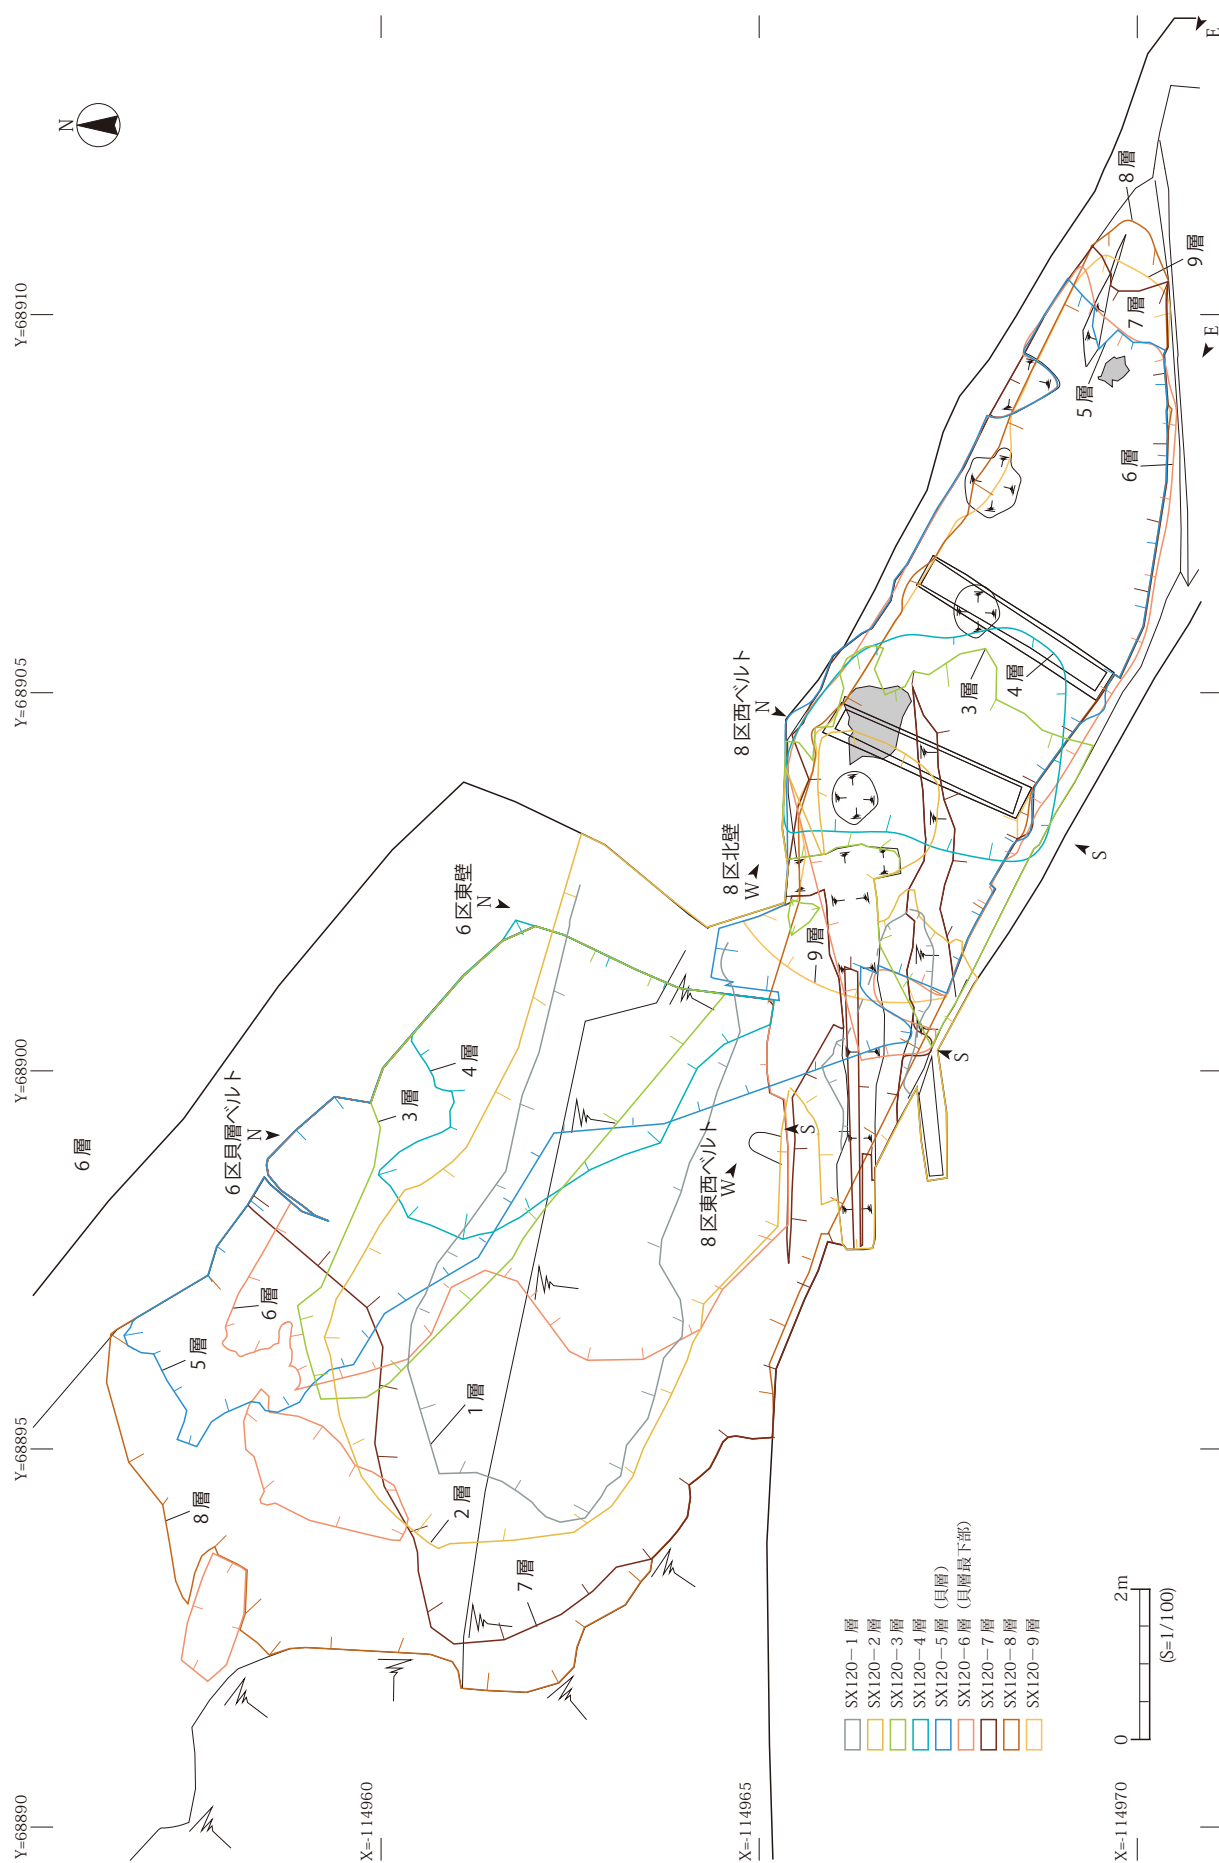 N
Y=68910
Y=68905
Y=68900
Y=68895
Y=68890
X=-114960
X=-114965
X=-114970
6層
6区貝層ベルト
N
6区東壁
N
8区北壁
W
8区西ベルト
N
8区東西ベルト
W
S
S
S
E
E
3層
4層
5層
6層
8層
1層
2層
7層
9層
3層
4層
5層
6層
7層
8層
9層
SX120－1層
SX120－2層
SX120－3層
SX120－4層
SX120－5層（貝層）
SX120－6層（貝層最下部）
SX120－7層
SX120－8層
SX120－9層
0
2m
(S=1/100)